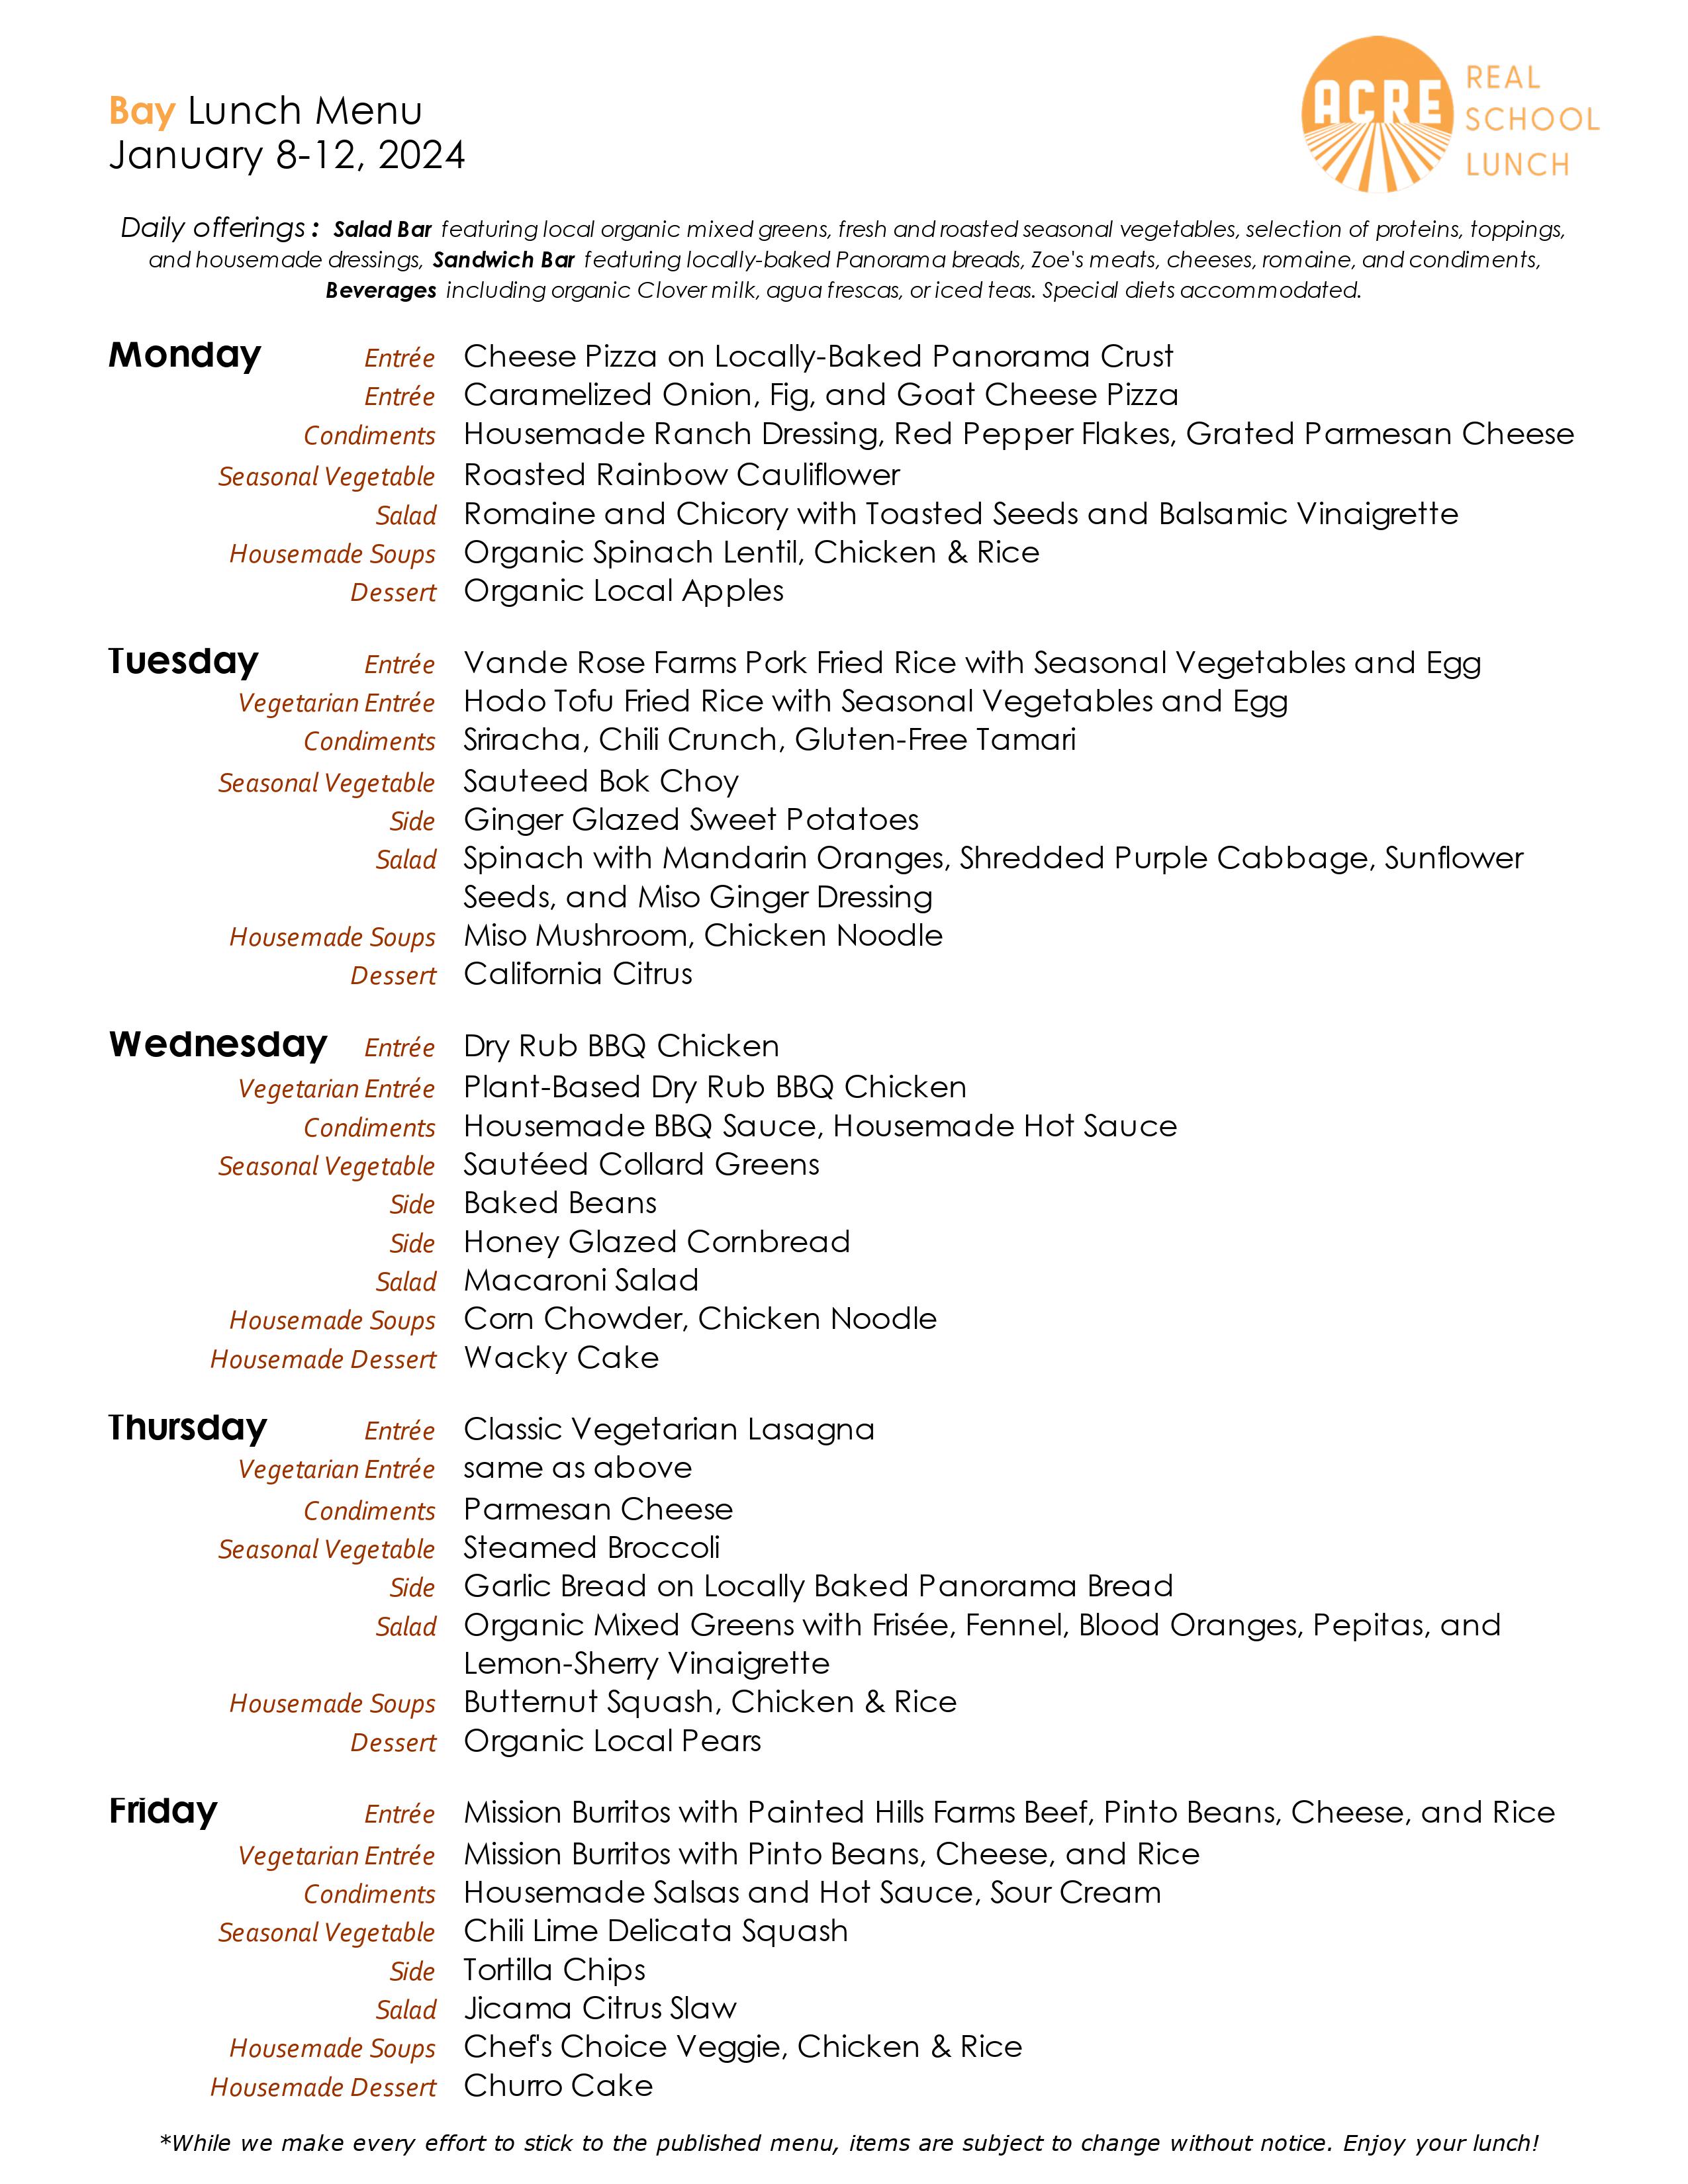 Bay Lunch Menu
January 8-12, 2024
ACRE
REAL
SCHOOL
LUNCH
Daily offerings : Salad Bar featuring local organic mixed greens, fresh and roasted seasonal vegetables, selection of proteins, toppings,
and housemade dressings, Sandwich Bar featuring locally-baked Panorama breads, Zoe's meats, cheeses, romaine, and condiments,
Beverages including organic Clover milk, agua frescas, or iced teas. Special diets accommodated.
Monday Entrée Cheese Pizza on Locally-Baked Panorama Crust
Entrée Caramelized Onion, Fig, and Goat Cheese Pizza
Condiments Housemade Ranch Dressing, Red Pepper Flakes, Grated Parmesan Cheese
Seasonal Vegetable Roasted Rainbow Cauliflower
Salad Romaine and Chicory with Toasted Seeds and Balsamic Vinaigrette
Housemade Soups Organic Spinach Lentil, Chicken & Rice
Dessert Organic Local Apples
Tuesday Entrée Vande Rose Farms Pork Fried Rice with Seasonal Vegetables and Egg
Vegetarian Entrée Hodo Tofu Fried Rice with Seasonal Vegetables and Egg
Condiments Sriracha, Chili Crunch, Gluten-Free Tamari
Seasonal Vegetable Sauteed Bok Choy
Side Ginger Glazed Sweet Potatoes
Salad Spinach with Mandarin Oranges, Shredded Purple Cabbage, Sunflower
Seeds, and Miso Ginger Dressing
Housemade Soups Miso Mushroom, Chicken Noodle
Dessert California Citrus
Wednesday Entrée Dry Rub BBQ Chicken
Vegetarian Entrée Plant-Based Dry Rub BBQ Chicken
Condiments Housemade BBQ Sauce, Housemade Hot Sauce
Seasonal Vegetable Sautéed Collard Greens
Side Baked Beans
Side Honey Glazed Cornbread
Salad Macaroni Salad
Housemade Soups Corn Chowder, Chicken Noodle
Housemade Dessert Wacky Cake
Thursday Entrée Classic Vegetarian Lasagna
Vegetarian Entrée same as above
Condiments Parmesan Cheese
Seasonal Vegetable Steamed Broccoli
Side Garlic Bread on Locally Baked Panorama Bread
Salad Organic Mixed Greens with Frisée, Fennel, Blood Oranges, Pepitas, and
Lemon-Sherry Vinaigrette
Housemade Soups Butternut Squash, Chicken & Rice
Dessert Organic Local Pears
Friday Entrée Mission Burritos with Painted Hills Farms Beef, Pinto Beans, Cheese, and Rice
Vegetarian Entrée Mission Burritos with Pinto Beans, Cheese, and Rice
Condiments Housemade Salsas and Hot Sauce, Sour Cream
Seasonal Vegetable Chili Lime Delicata Squash
Side Tortilla Chips
Salad Jicama Citrus Slaw
Housemade Soups Chef's Choice Veggie, Chicken & Rice
Housemade Dessert Churro Cake
*While we make every effort to stick to the published menu, items are subject to change without notice. Enjoy your lunch!